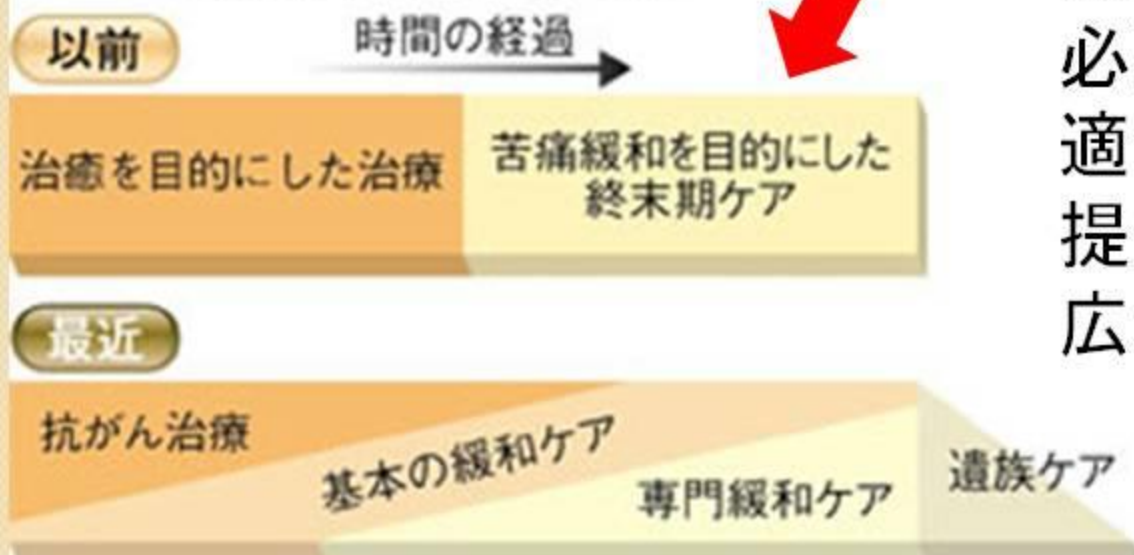 以前
時間の経過
治癒を目的にした治療
苦痛緩和を目的にした
終末期ケア
最近
抗がん治療
基本の緩和ケア
専門緩和ケア
遺族ケア
必
適
提
広